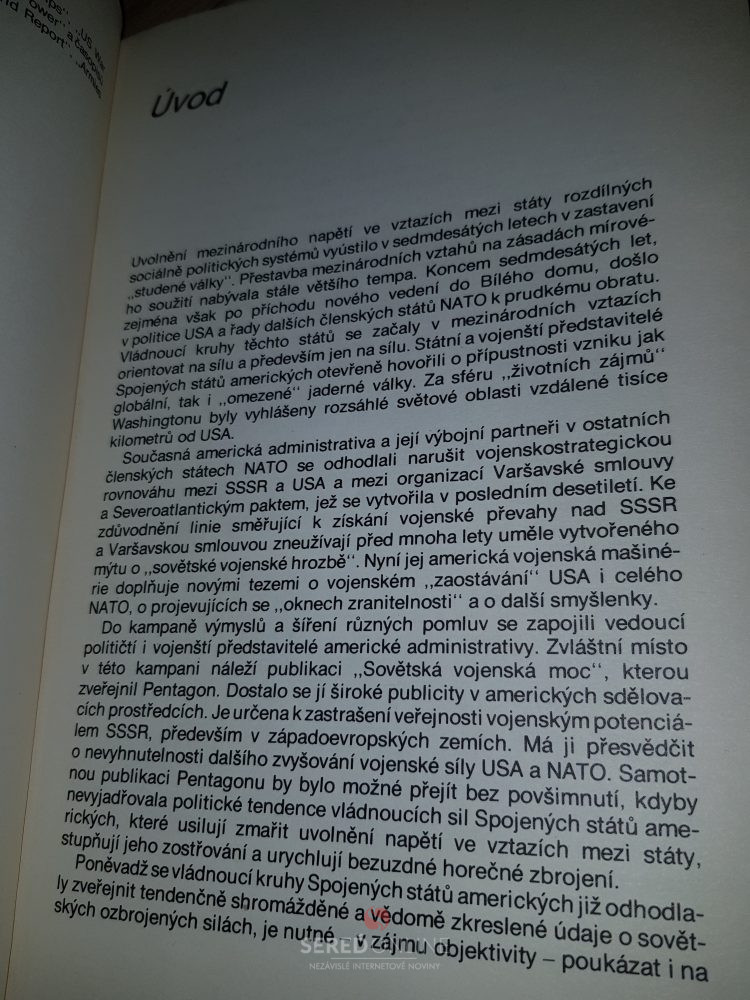 ps". „US War
ower" a časopisů
nd Report". „Armies
Úvod
Uvolnění mezinárodního napětí ve vztazích mezi státy rozdílných
sociálně politických systémů vyústilo v sedmdesátých letech v zastavení
„studené války". Přestavba mezinárodních vztahů na zásadách mírové-
ho soužití nabývala stále většího tempa. Koncem sedmdesátých let,
zejména však po příchodu nového vedení do Bílého domu, došlo
v politice USA a řady dalších členských států NATO k prudkému obratu.
Vládnoucí kruhy těchto států se začaly v mezinárodních vztazích
orientovat na sílu a především jen na sílu. Státní a vojenští představitelé
Spojených států amerických otevřeně hovořili o přípustnosti vzniku jak
globální, tak i „omezené" jaderné války. Za sféru „životních zájmů"
Washingtonu byly vyhlášeny rozsáhlé světové oblasti vzdálené tisíce
kilometrů od USA.
Současná americká administrativa a její výbojní partneři v ostatních
členských státech NATO se odhodlali narušit vojenskostrategickou
rovnováhu mezi SSSR a USA a mezi organizací Varšavské smlouvy
a Severoatlantickým paktem, jež se vytvořila v posledním desetiletí. Ke
zdůvodnění linie směřující k získání vojenské převahy nad SSSR
a Varšavskou smlouvou zneužívají před mnoha lety uměle vytvořeného
mýtu o „sovětské vojenské hrozbě". Nyní jej americká vojenská mašiné-
rie doplňuje novými tezemi o vojenském „zaostávání" USA i celého
NATO, o projevujících se „oknech zranitelnosti" a o další smyšlenky.
Do kampaně výmyslů a šíření různých pomluv se zapojili vedoucí
političtí i vojenští představitelé americké administrativy. Zvláštní místo
v této kampani náleží publikaci „Sovětská vojenská moc", kterou
zveřejnil Pentagon. Dostalo se jí široké publicity v amerických sdělova-
cích prostředcích. Je určena k zastrašení veřejnosti vojenským potenciá-
lem SSSR, především v západoevropských zemích. Má ji přesvědčit
o nevyhnutelnosti dalšího zvyšování vojenské síly USA a NATO. Samot-
nou publikaci Pentagonu by bylo možné přejít bez povšimnutí, kdyby
nevyjadřovala politické tendence vládnoucích sil Spojených států ame-
rických, které usilují zmařit uvolnění napětí ve vztazích mezi státy,
stupňují jeho zostřování a urychlují bezuzdné horečné zbrojení.
Poněvadž se vládnoucí kruhy Spojených států amerických již odhodla-
ly zveřejnit tendenčně shromážděné a vědomě zkreslené údaje o sovět-
ských ozbrojených silách, je nutné – v zájmu objektivity – poukázat i na
SEREĎ ONLINE
NEZÁVISLÉ INTERNETOVÉ NOVINY